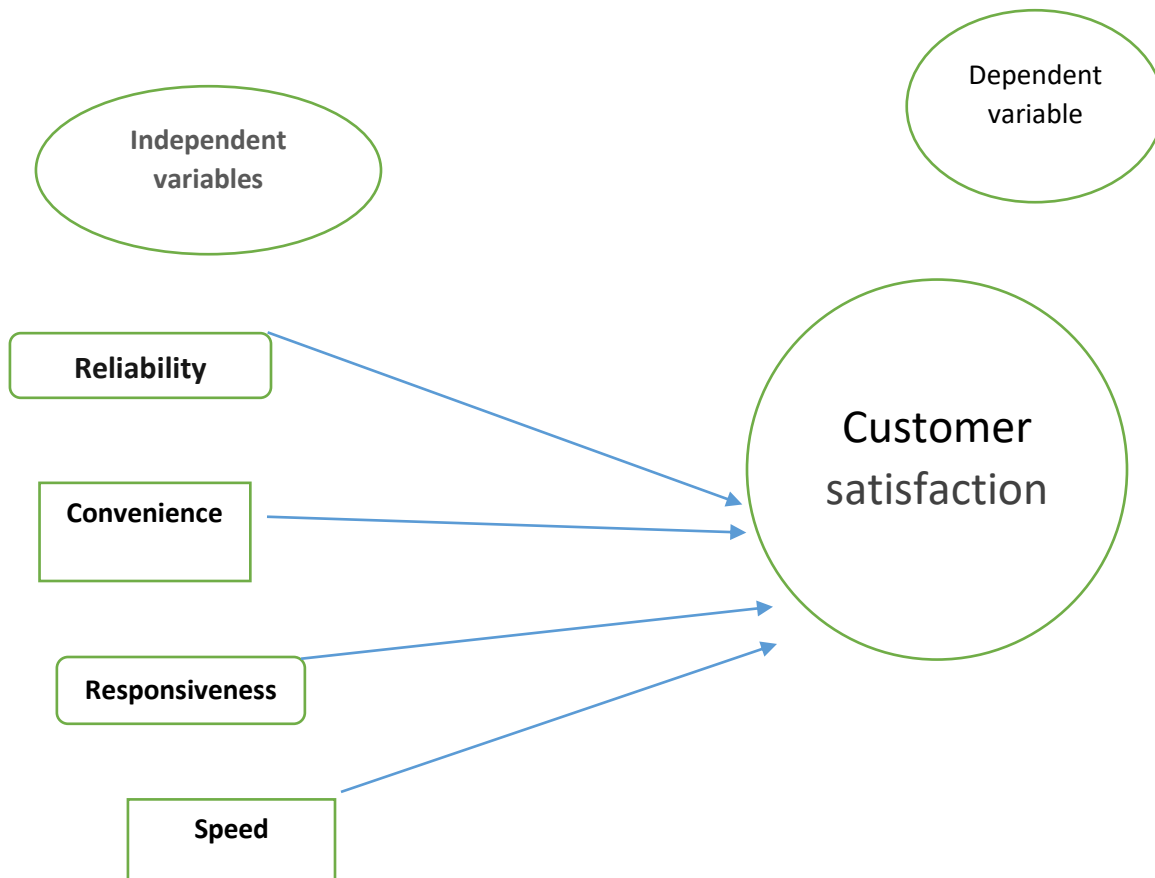 Dependent
variable
Independent
variables
Reliability
Customer
satisfaction
Convenience
Responsiveness
Speed